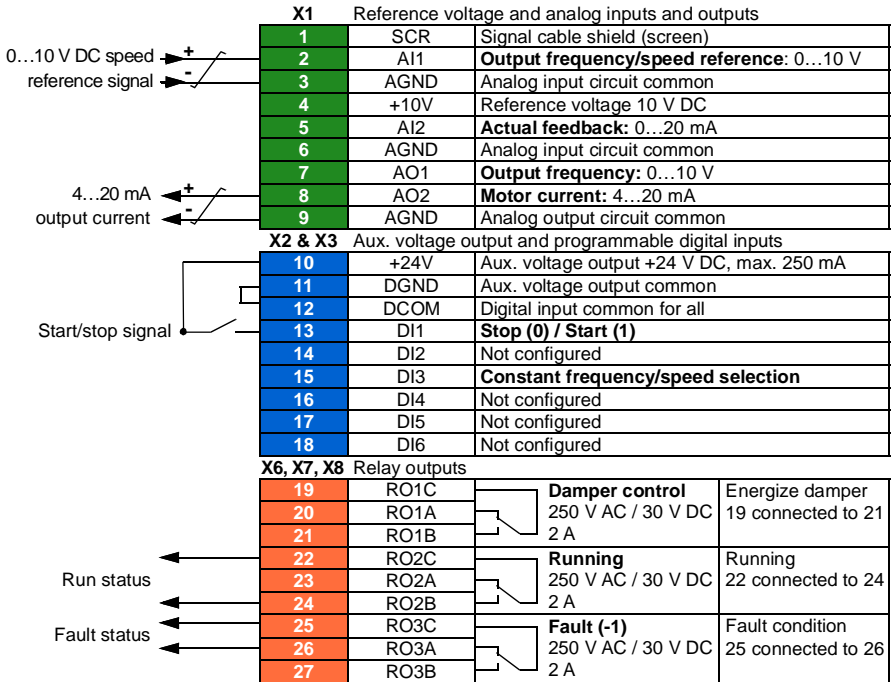 X1 Reference voltage and analog inputs and outputs
1 SCR Signal cable shield (screen)
0…10 V DC speed + 2 AI1 Output frequency/speed reference: 0…10 V
reference signal - 3 AGND Analog input circuit common
4 +10V Reference voltage 10 V DC
5 AI2 Actual feedback: 0…20 mA
6 AGND Analog input circuit common
7 AO1 Output frequency: 0…10 V
4…20 mA + 8 AO2 Motor current: 4…20 mA
output current - 9 AGND Analog output circuit common
X2 & X3 Aux. voltage output and programmable digital inputs
10 +24V Aux. voltage output +24 V DC, max. 250 mA
11 DGND Aux. voltage output common
12 DCOM Digital input common for all
Start/stop signal 13 DI1 Stop (0) / Start (1)
14 DI2 Not configured
15 DI3 Constant frequency/speed selection
16 DI4 Not configured
17 DI5 Not configured
18 DI6 Not configured
X6, X7, X8 Relay outputs
19 RO1C Damper control Energize damper
20 RO1A 250 V AC / 30 V DC 19 connected to 21
21 RO1B 2 A
22 RO2C Running Running
Run status 23 RO2A 250 V AC / 30 V DC 22 connected to 24
24 RO2B 2 A
25 RO3C Fault (-1) Fault condition
Fault status 26 RO3A 250 V AC / 30 V DC 25 connected to 26
27 RO3B 2 A